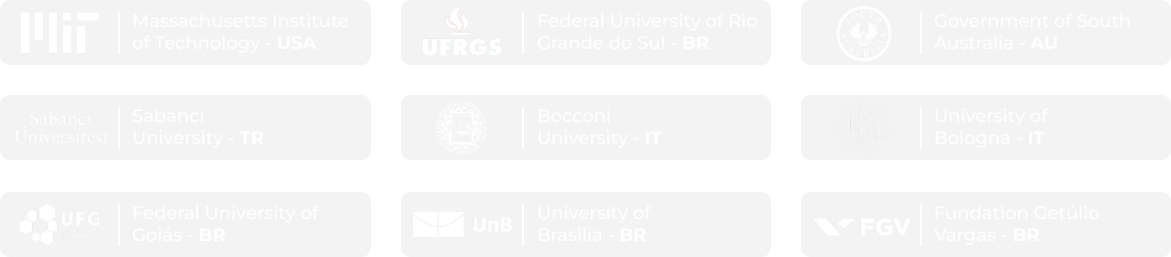 Massachusetts Institute
of Technology - USA
UFRGS
Federal University of Rio
Grande do Sul - BR
SOUTH
AUSTRALIA
Government of South
Australia - AU
Sabancı
Üniversitesi
Sabancı
University - TR
Bocconi
University - IT
University of
Bologna - IT
UFG
Federal University of
Goiás - BR
UnB
University of
Brasilia - BR
FGV
Fundation Getúlio
Vargas - BR